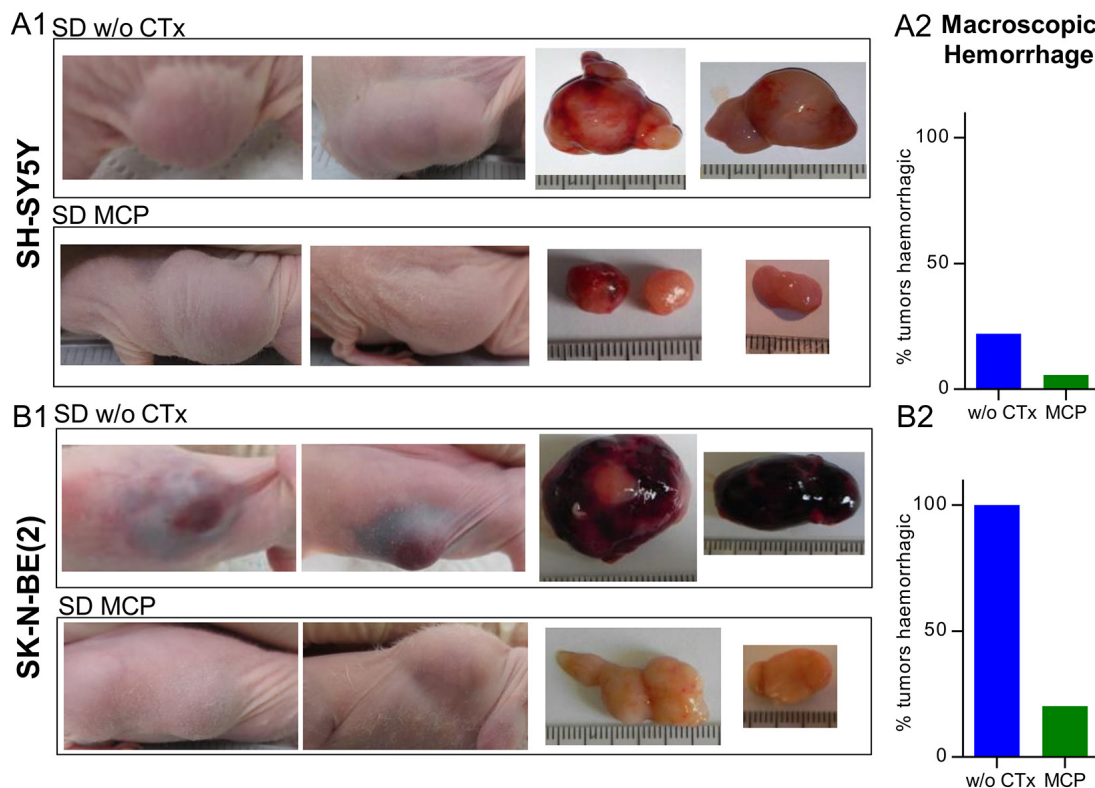 A1 SD w/o CTx
SH-SY5Y
SD MCP
A2 Macroscopic
Hemorrhage
% tumors haemorrhagic
100
50
0
w/o CTx MCP
B1 SD w/o CTx
SK-N-BE(2)
SD MCP
B2
% tumors haemorrhagic
100
50
0
w/o CTx MCP